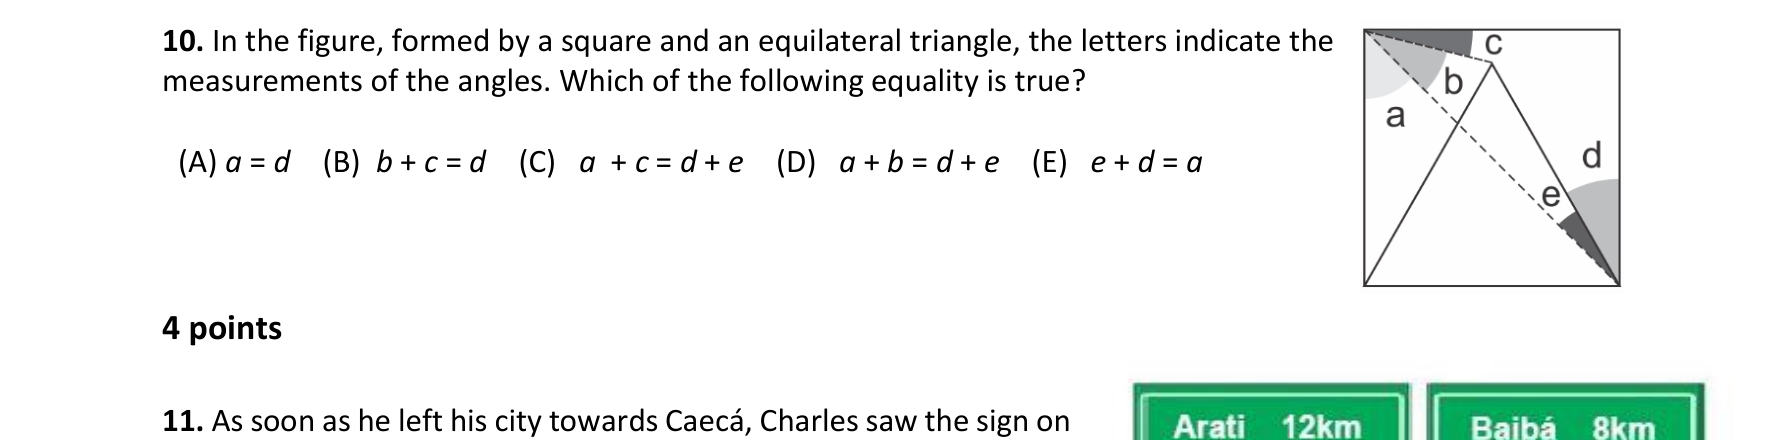 10. In the figure, formed by a square and an equilateral triangle, the letters indicate the
measurements of the angles. Which of the following equality is true?
(A) a = d (B) b + c = d (C) a + c = d + e (D) a + b = d + e (E) e + d = a
c
b
a
d
e
4 points
11. As soon as he left his city towards Caecá, Charles saw the sign on
Arati 12km
Baibá 8km